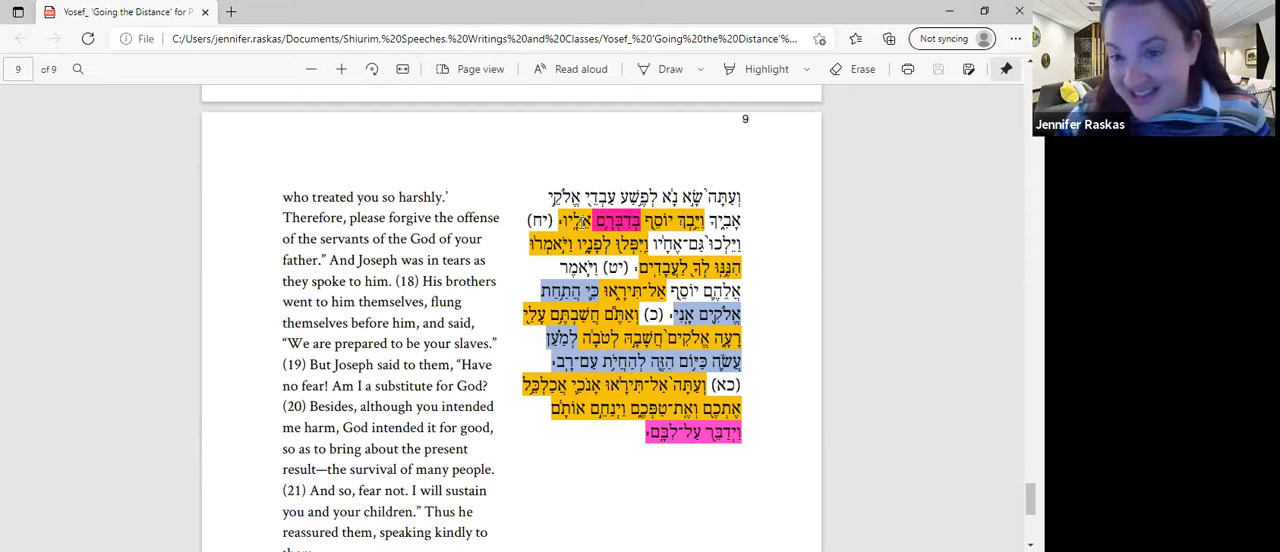 Yosef_ 'Going the Distance' for P
File
C:/Users/jennifer.raskas/Documents/Shiurim.%20Speeches.%20Writings%20and%20Classes/Yosef_%20'Going%20the%20Distance'%...
Not syncing
9 of 9
Page view
Read aloud
Draw
Highlight
Erase
Jennifer Raskas
9
who treated you so harshly.'
Therefore, please forgive the offense
of the servants of the God of your
father.” And Joseph was in tears as
they spoke to him. (18) His brothers
went to him themselves, flung
themselves before him, and said,
“We are prepared to be your slaves.”
(19) But Joseph said to them, “Have
no fear! Am I a substitute for God?
(20) Besides, although you intended
me harm, God intended it for good,
so as to bring about the present
result—the survival of many people.
(21) And so, fear not. I will sustain
you and your children.” Thus he
reassured them, speaking kindly to
וְעַתָּה֙ שָׂ֣א נָ֔א לְפֶ֥שַׁע עַבְדֵ֖י אֱלֹקֵ֣י
אָבִ֑יךָ וַיֵּ֥בְךְּ יוֹסֵ֖ף בְּדַבְּרָ֥ם אֵלָֽיו׃ (יח)
וַיֵּלְכוּ֙ גַּם־אֶחָ֔יו וַֽיִּפְּל֖וּ לְפָנָ֑יו וַיֹּ֣אמְר֔וּ
הִנֶּ֥נּֽוּ לְךָ֖ לַעֲבָדִֽים׃ (יט) וַיֹּ֧אמֶר
אֲלֵהֶ֛ם יוֹסֵ֖ף אַל־תִּירָ֑אוּ כִּ֛י הֲתַ֥חַת
אֱלֹקִ֖ים אָֽנִי׃ (כ) וְאַתֶּ֕ם חֲשַׁבְתֶּ֥ם עָלַ֖י
רָעָ֑ה אֱלֹקִים֙ חֲשָׁבָ֣הּ לְטֹבָ֔ה לְמַ֗עַן
עֲשֹׂ֛ה כַּיּ֥וֹם הַזֶּ֖ה לְהַחֲיֹ֥ת עַם־רָֽב׃
(כא) וְעַתָּה֙ אַל־תִּירָ֔אוּ אָנֹכִ֛י אֲכַלְכֵּ֥ל
אֶתְכֶ֖ם וְאֶֽת־טַפְּכֶ֑ם וַיְנַחֵ֣ם אוֹתָ֔ם
וַיְדַבֵּ֖ר עַל־לִבָּֽם׃